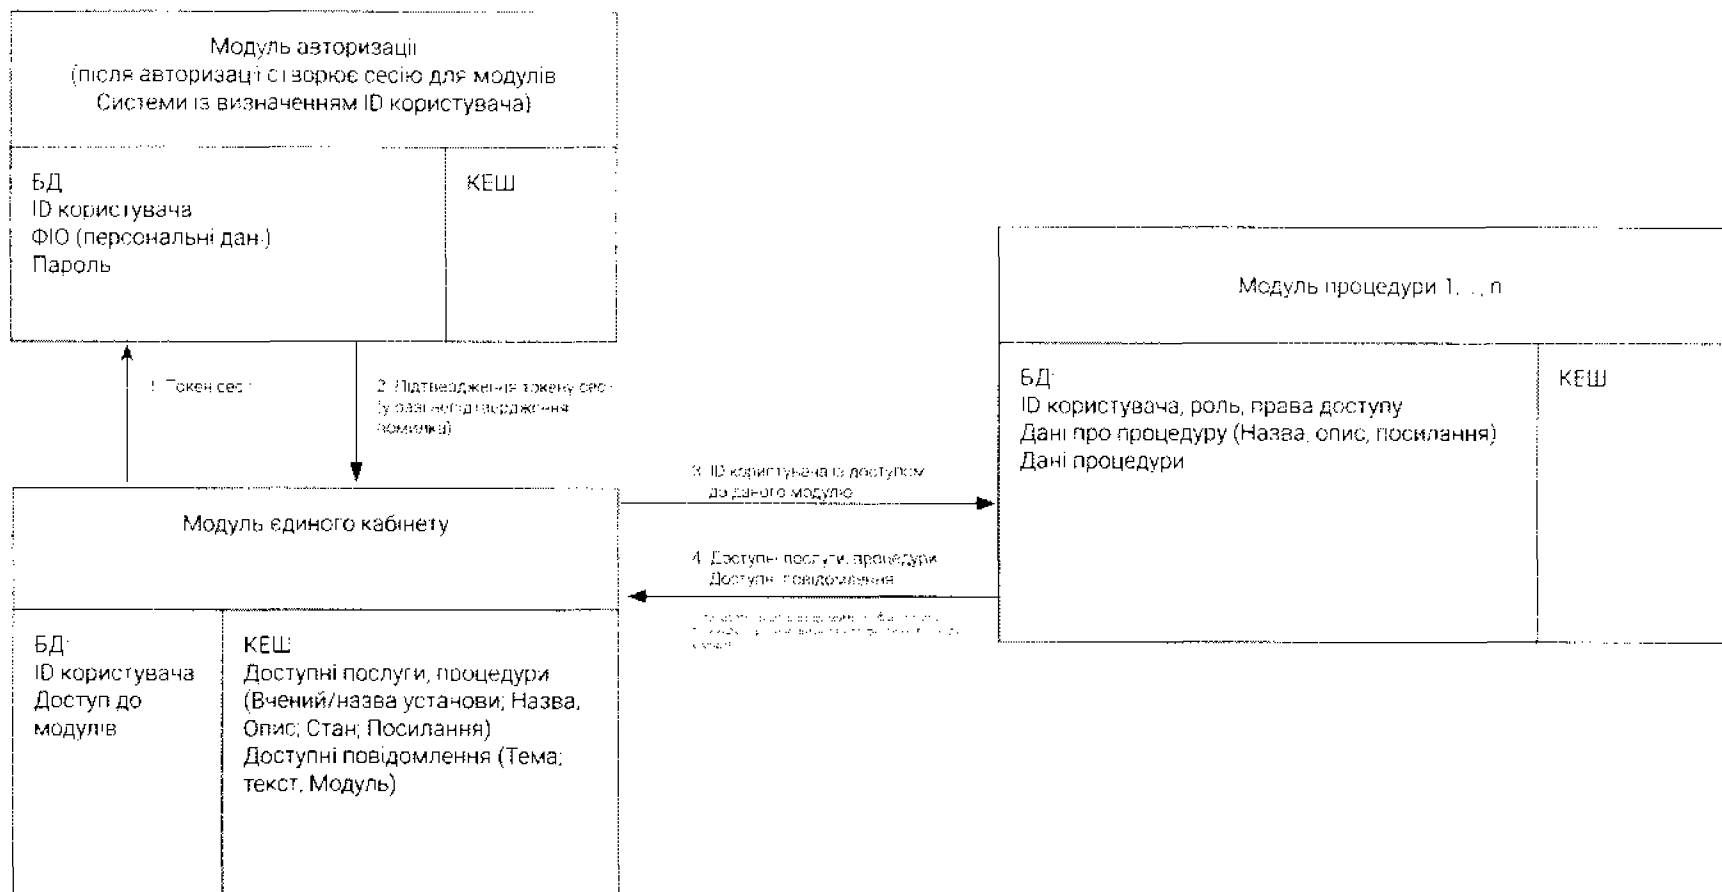 Модуль авторизації
(після авторизації створює сесію для модулів
Системи із визначенням ID користувача)
БД
ID користувача
ФІО (персональні дані)
Пароль
КЕШ
1. Токен сесії
2. Підтвердження токену сесії
(у разі непідтвердження
помилка)
Модуль процедури 1, .., n
БД:
ID користувача, роль, права доступу
Дані про процедуру (Назва, опис, посилання)
Дані процедури
КЕШ
3. ID користувача із доступом
до даного модулю
4. Доступні послуги, процедури
Доступні повідомлення
Модуль єдиного кабінету
БД:
ID користувача
Доступ до
модулів
КЕШ
Доступні послуги, процедури
(Вчений/назва установи; Назва,
Опис; Стан; Посилання)
Доступні повідомлення (Тема;
текст, Модуль)